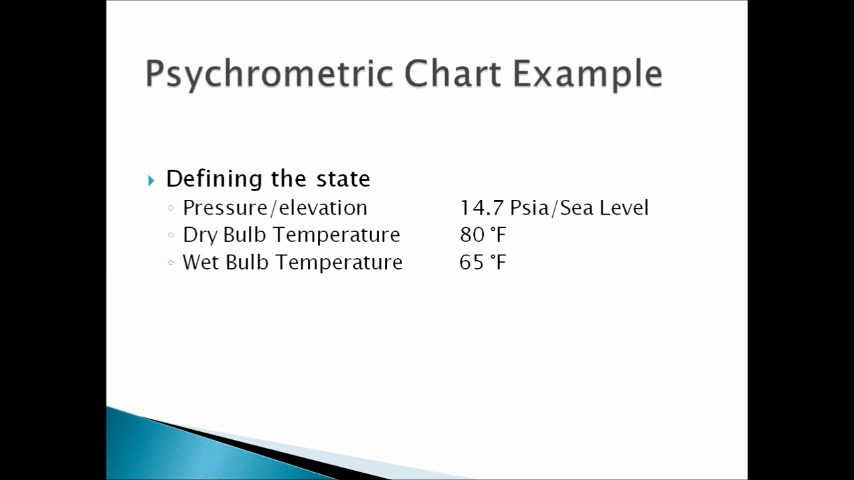 Psychrometric Chart Example
Defining the state
Pressure/elevation 14.7 Psia/Sea Level
Dry Bulb Temperature 80 °F
Wet Bulb Temperature 65 °F